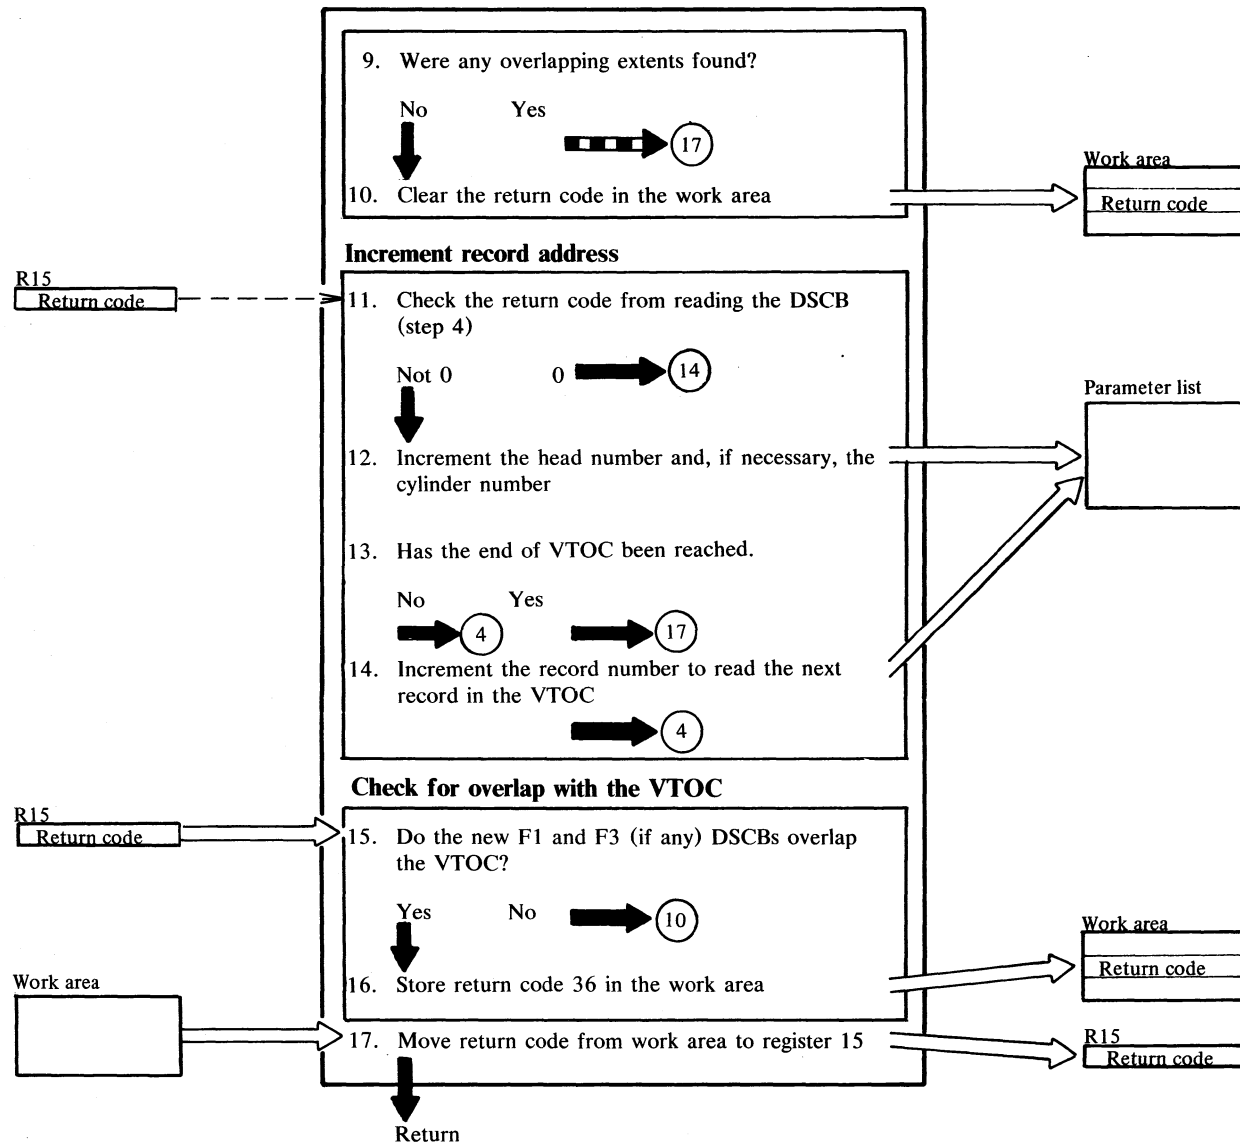 9. Were any overlapping extents found?
No Yes
17
10. Clear the return code in the work area
Work area
Return code
Increment record address
R15
Return code
11. Check the return code from reading the DSCB
(step 4)
Not 0 0 14
12. Increment the head number and, if necessary, the
cylinder number
Parameter list
13. Has the end of VTOC been reached.
No Yes
4 17
14. Increment the record number to read the next
record in the VTOC
4
Check for overlap with the VTOC
R15
Return code
15. Do the new F1 and F3 (if any) DSCBs overlap
the VTOC?
Yes No 10
16. Store return code 36 in the work area
Work area
Return code
Work area
17. Move return code from work area to register 15
R15
Return code
Return